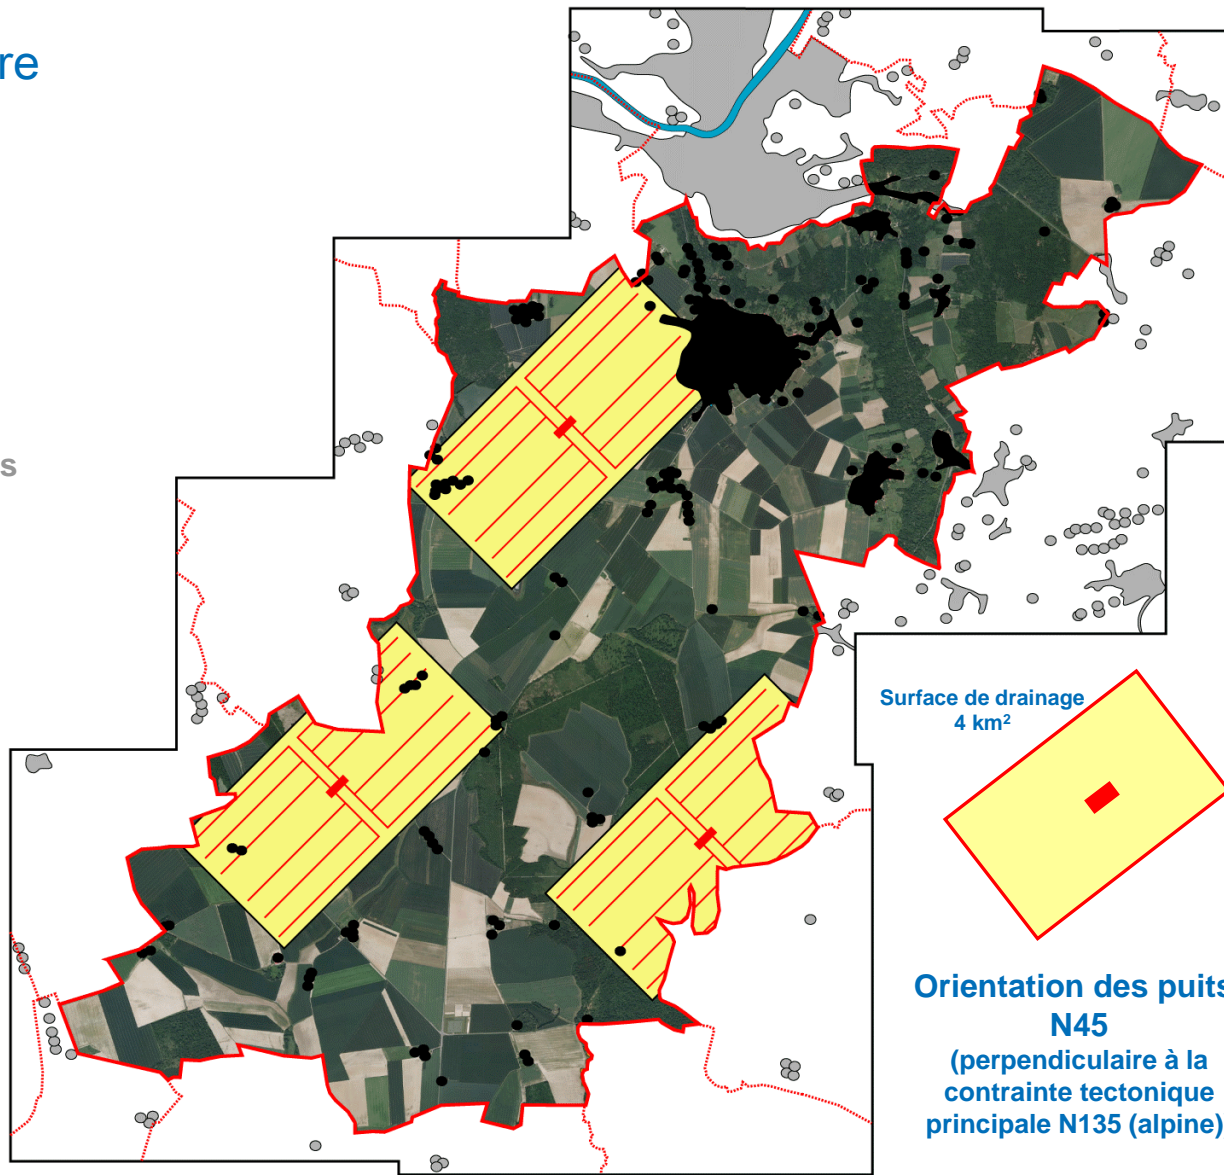 re
s
Surface de drainage
4 km²
Orientation des puits
N45
(perpendiculaire à la
contrainte tectonique
principale N135 (alpine)